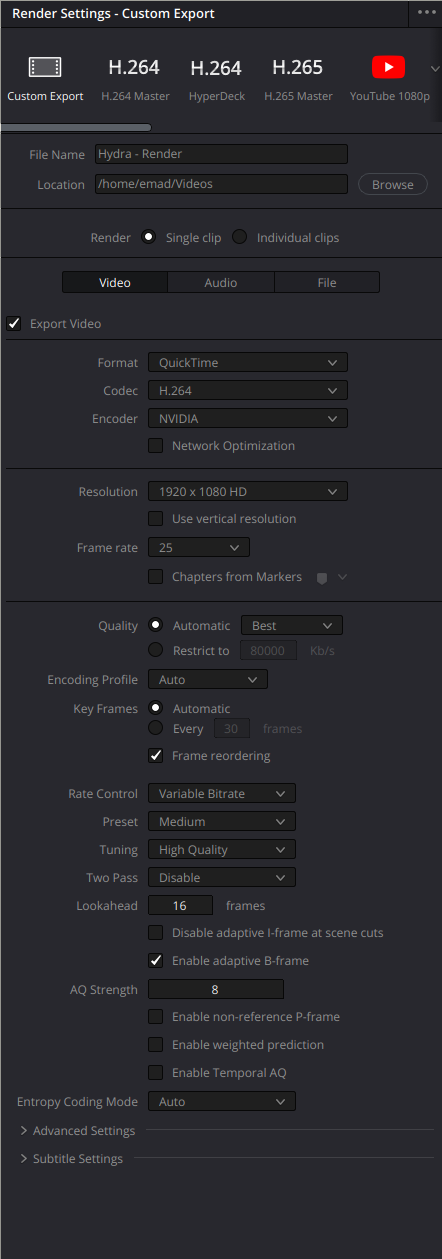 Render Settings - Custom Export
H.264 H.264 H.265
Custom Export H.264 Master HyperDeck H.265 Master YouTube 1080p
File Name Hydra - Render
Location /home/emad/Videos Browse
Render Single clip Individual clips
Video Audio File
Export Video
Format QuickTime
Codec H.264
Encoder NVIDIA
Network Optimization
Resolution 1920 x 1080 HD
Use vertical resolution
Frame rate 25
Chapters from Markers
Quality Automatic Best
Restrict to 80000 Kb/s
Encoding Profile Auto
Key Frames Automatic
Every 30 frames
Frame reordering
Rate Control Variable Bitrate
Preset Medium
Tuning High Quality
Two Pass Disable
Lookahead 16 frames
Disable adaptive I-frame at scene cuts
Enable adaptive B-frame
AQ Strength 8
Enable non-reference P-frame
Enable weighted prediction
Enable Temporal AQ
Entropy Coding Mode Auto
Advanced Settings
Subtitle Settings